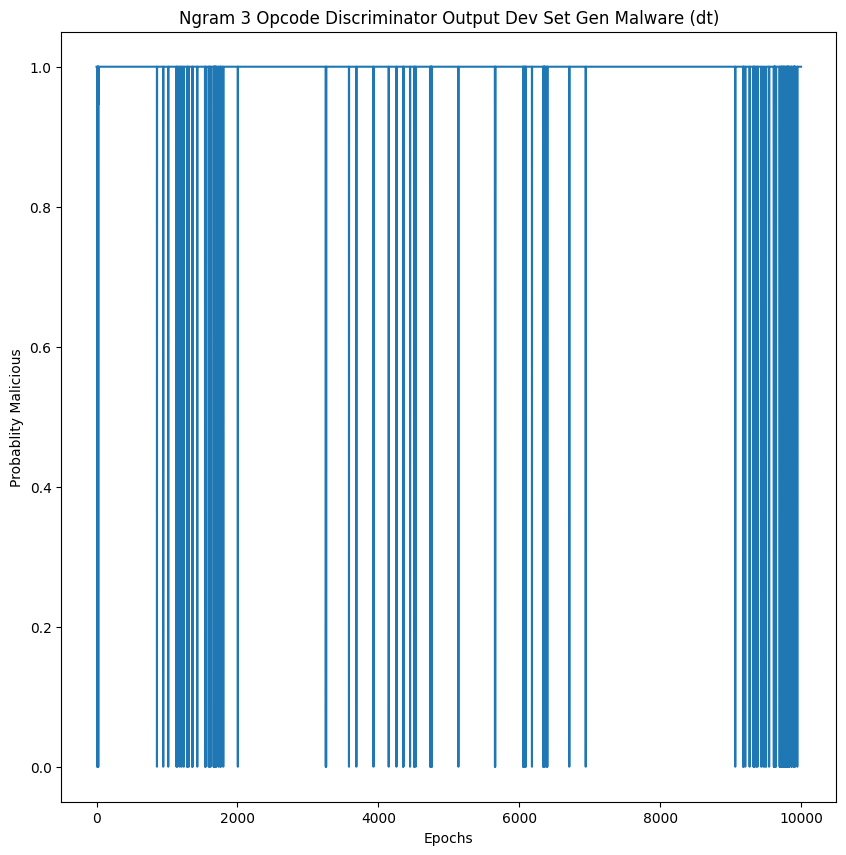 Ngram 3 Opcode Discriminator Output Dev Set Gen Malware (dt)
1.0
0.8
0.6
0.4
0.2
0.0
Probablity Malicious
0 2000 4000 6000 8000 10000
Epochs